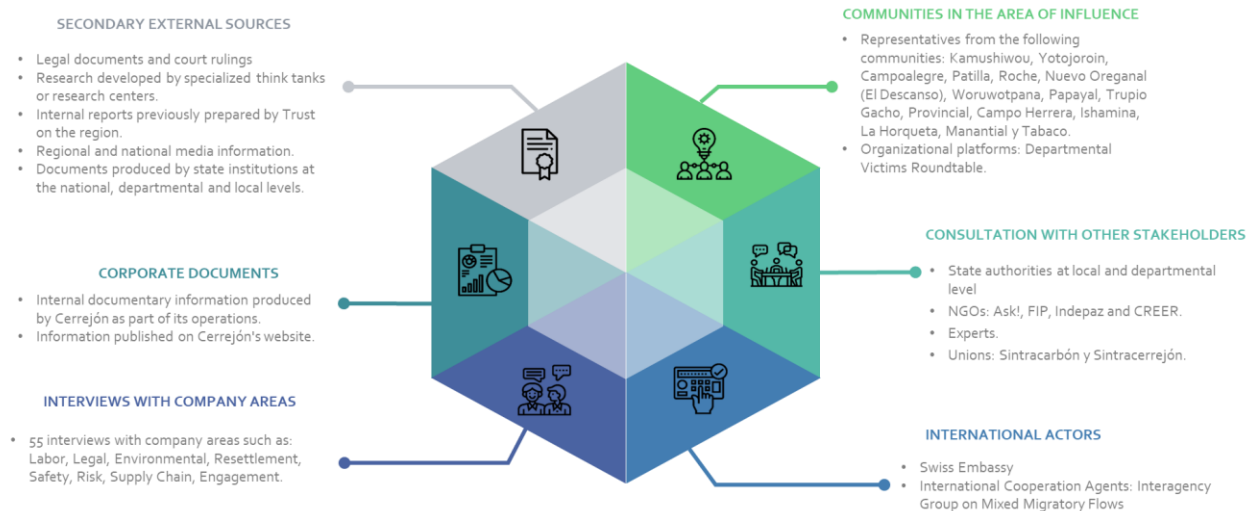 SECONDARY EXTERNAL SOURCES
• Legal documents and court rulings
• Research developed by specialized think tanks
or research centers.
• Internal reports previously prepared by Trust
on the region.
• Regional and national media information.
• Documents produced by state institutions at
the national, departmental and local levels.
CORPORATE DOCUMENTS
• Internal documentary information produced
by Cerrejón as part of its operations.
• Information published on Cerrejón's website.
INTERVIEWS WITH COMPANY AREAS
• 55 interviews with company areas such as:
Labor, Legal, Environmental, Resettlement,
Safety, Risk, Supply Chain, Engagement.
COMMUNITIES IN THE AREA OF INFLUENCE
• Representatives from the following
communities: Kamushiwou, Yotojoroin,
Campoalegre, Patilla, Roche, Nuevo Oreganal
(El Descanso), Woruwotpana, Papayal, Trupio
Gacho, Provincial, Campo Herrera, Ishamina,
La Horqueta, Manantial y Tabaco.
• Organizational platforms: Departmental
Victims Roundtable.
CONSULTATION WITH OTHER STAKEHOLDERS
• State authorities at local and departmental
level
• NGOs: Ask!, FIP, Indepaz and CREER.
• Experts.
• Unions: Sintracarbón y Sintracerrejón.
INTERNATIONAL ACTORS
• Swiss Embassy
• International Cooperation Agents: Interagency
Group on Mixed Migratory Flows